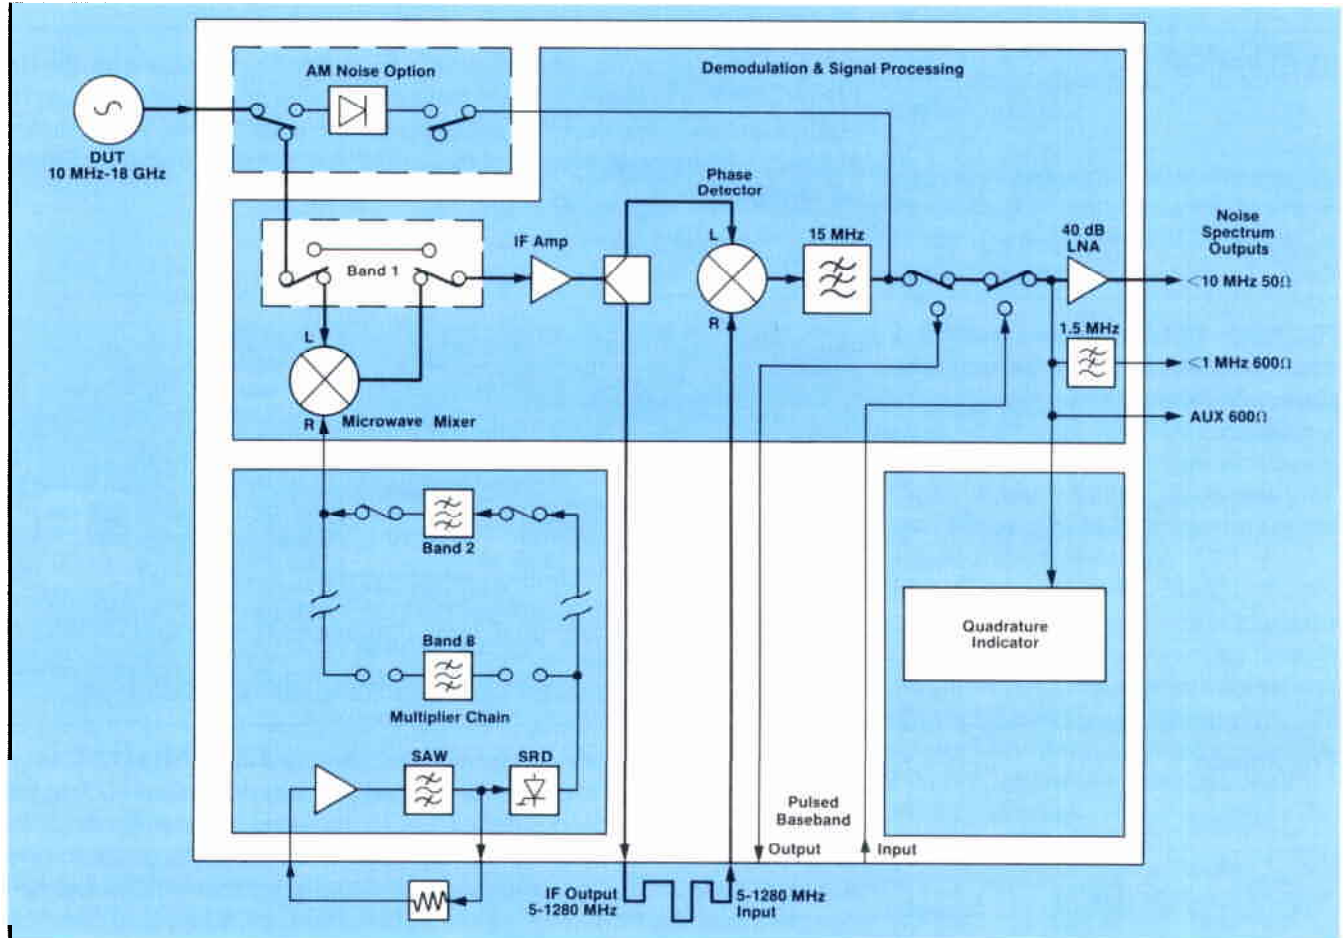 AM Noise Option
Demodulation & Signal Processing
DUT
10 MHz-18 GHz
Phase
Detector
L
R
15 MHz
40 dB
LNA
Noise
Spectrum
Outputs
<10 MHz 50Ω
1.5 MHz
<1 MHz 600Ω
AUX 600Ω
IF Amp
Band 1
L
R
Microwave Mixer
Band 2
Band 8
Multiplier Chain
SAW
SRD
Quadrature
Indicator
Pulsed
Baseband
Output
Input
IF Output
5-1280 MHz
5-1280 MHz
Input